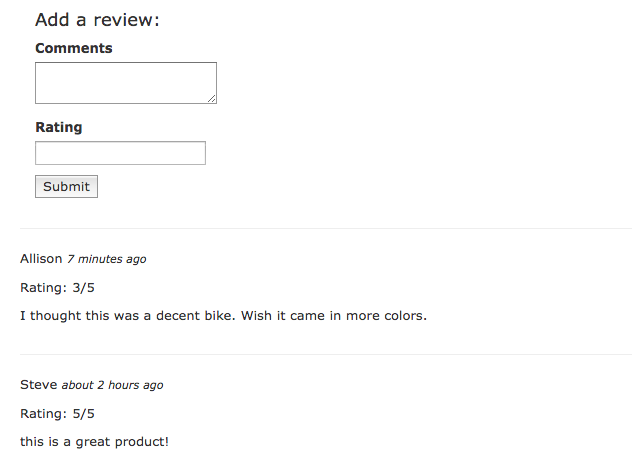 Add a review:
Comments
Rating
Submit
Allison 7 minutes ago
Rating: 3/5
I thought this was a decent bike. Wish it came in more colors.
Steve about 2 hours ago
Rating: 5/5
this is a great product!